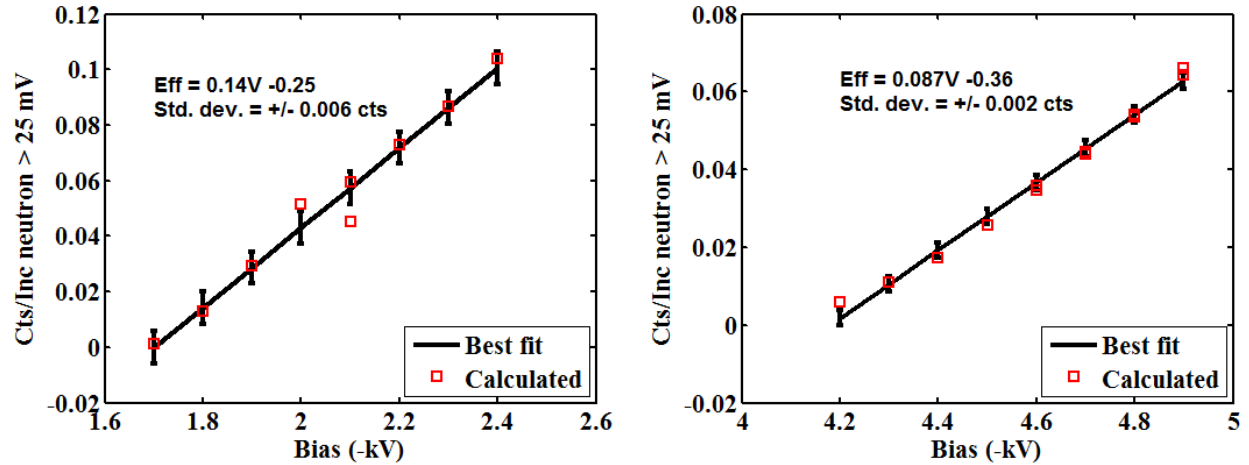 0.12
0.1
0.08
0.06
0.04
0.02
0
-0.02
Cts/Inc neutron > 25 mV
Eff = 0.14V -0.25
Std. dev. = +/- 0.006 cts
Best fit
Calculated
1.6
1.8
2
2.2
2.4
2.6
Bias (-kV)
0.08
0.06
0.04
0.02
0
-0.02
Cts/Inc neutron > 25 mV
Eff = 0.087V -0.36
Std. dev. = +/- 0.002 cts
Best fit
Calculated
4
4.2
4.4
4.6
4.8
5
Bias (-kV)